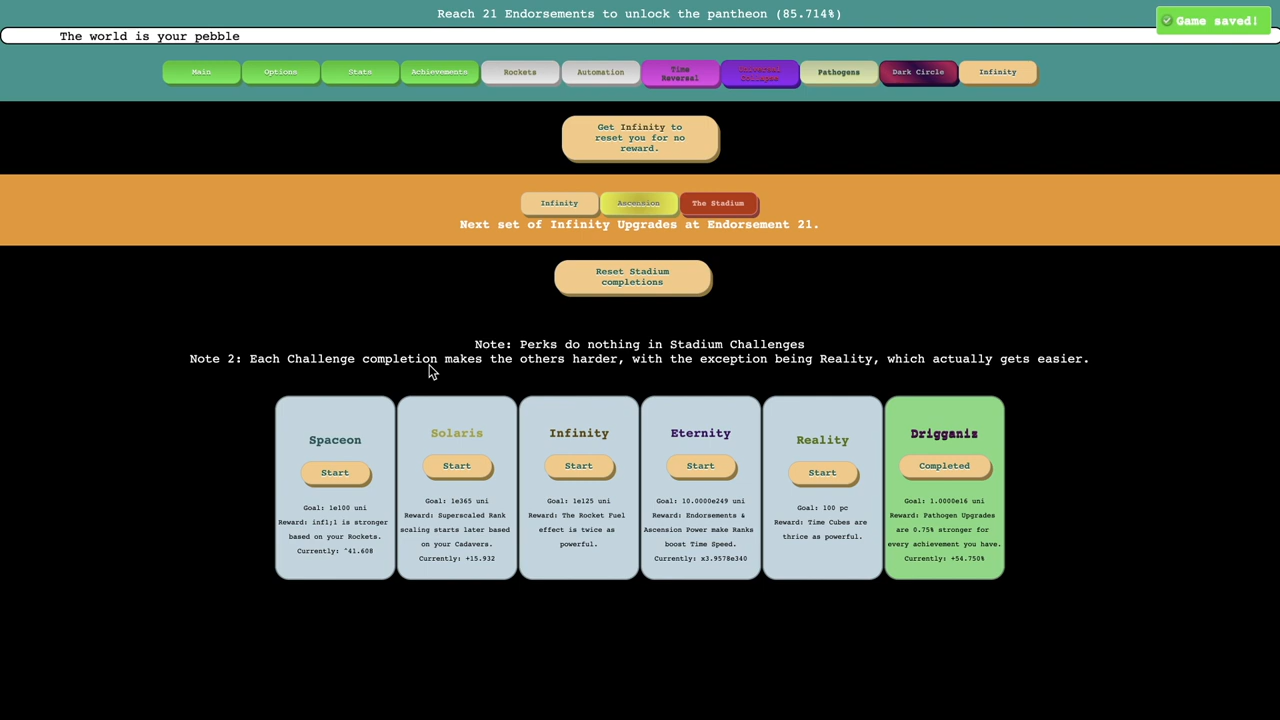 Reach 21 Endorsements to unlock the pantheon (85.714%)
Game saved!
The world is your pebble
Main
Options
Stats
Achievements
Rockets
Automation
Time
Reversal
Universal
Collapse
Pathogens
Dark Circle
Infinity
Get Infinity to
reset you for no
reward.
Infinity
Ascension
The Stadium
Next set of Infinity Upgrades at Endorsement 21.
Reset Stadium
completions
Note: Perks do nothing in Stadium Challenges
Note 2: Each Challenge completion makes the others harder, with the exception being Reality, which actually gets easier.
Spaceon
Start
Goal: 1e100 uni
Reward: inf1;1 is stronger
based on your Rockets.
Currently: ^41.608
Solaris
Start
Goal: 1e365 uni
Reward: Superscaled Rank
scaling starts later based
on your Cadavers.
Currently: +15.932
Infinity
Start
Goal: 1e125 uni
Reward: The Rocket Fuel
effect is twice as
powerful.
Eternity
Start
Goal: 10.0000e249 uni
Reward: Endorsements &
Ascension Power make Ranks
boost Time Speed.
Currently: x3.9578e340
Reality
Start
Goal: 100 pc
Reward: Time Cubes are
thrice as powerful.
Drigganis
Completed
Goal: 1.0000e16 uni
Reward: Pathogen Upgrades
are 0.75% stronger for
every achievement you have.
Currently: +54.750%